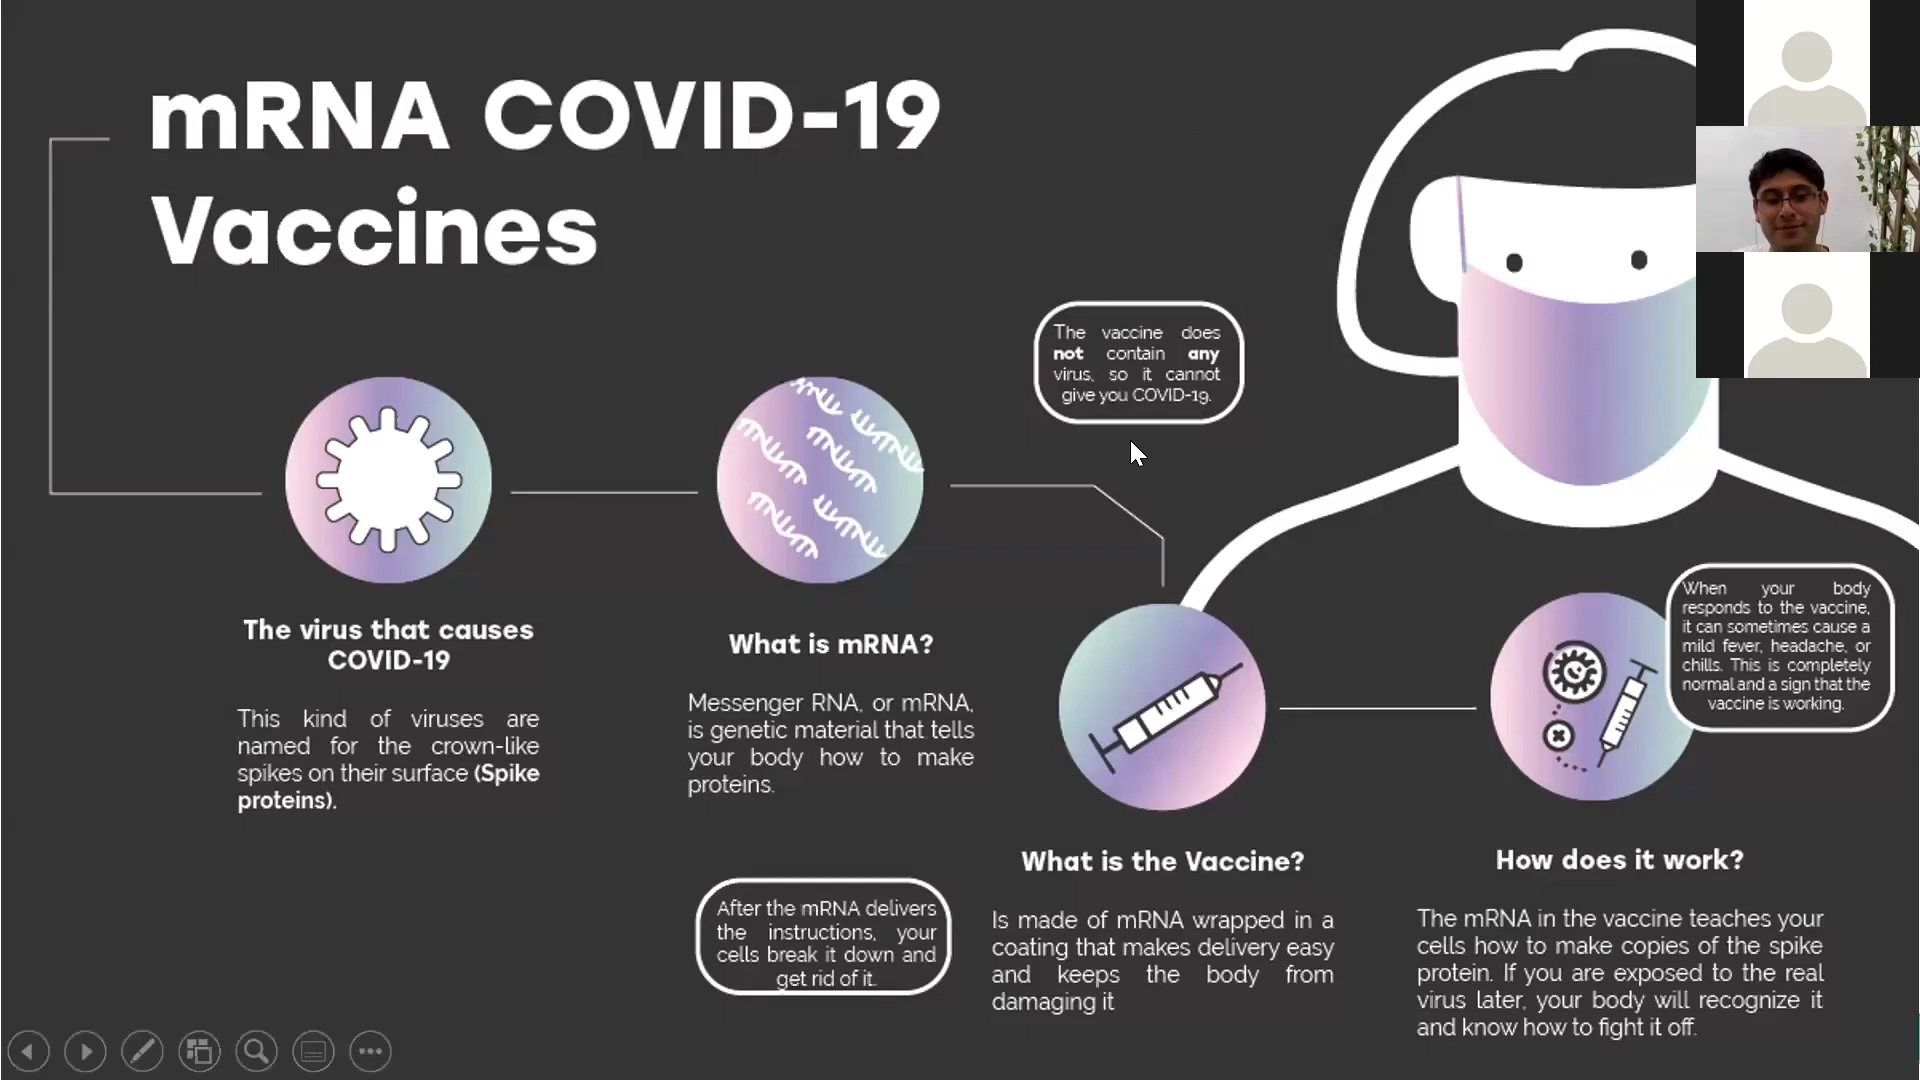 mRNA COVID-19
Vaccines
The vaccine does
not contain any
virus, so it cannot
give you COVID-19.
The virus that causes
COVID-19
This kind of viruses are
named for the crown-like
spikes on their surface (Spike
proteins).
What is mRNA?
Messenger RNA, or mRNA,
is genetic material that tells
your body how to make
proteins.
After the mRNA delivers
the instructions, your
cells break it down and
get rid of it.
What is the Vaccine?
Is made of mRNA wrapped in a
coating that makes delivery easy
and keeps the body from
damaging it
When your body
responds to the vaccine,
it can sometimes cause a
mild fever, headache, or
chills. This is completely
normal and a sign that the
vaccine is working.
How does it work?
The mRNA in the vaccine teaches your
cells how to make copies of the spike
protein. If you are exposed to the real
virus later, your body will recognize it
and know how to fight it off.